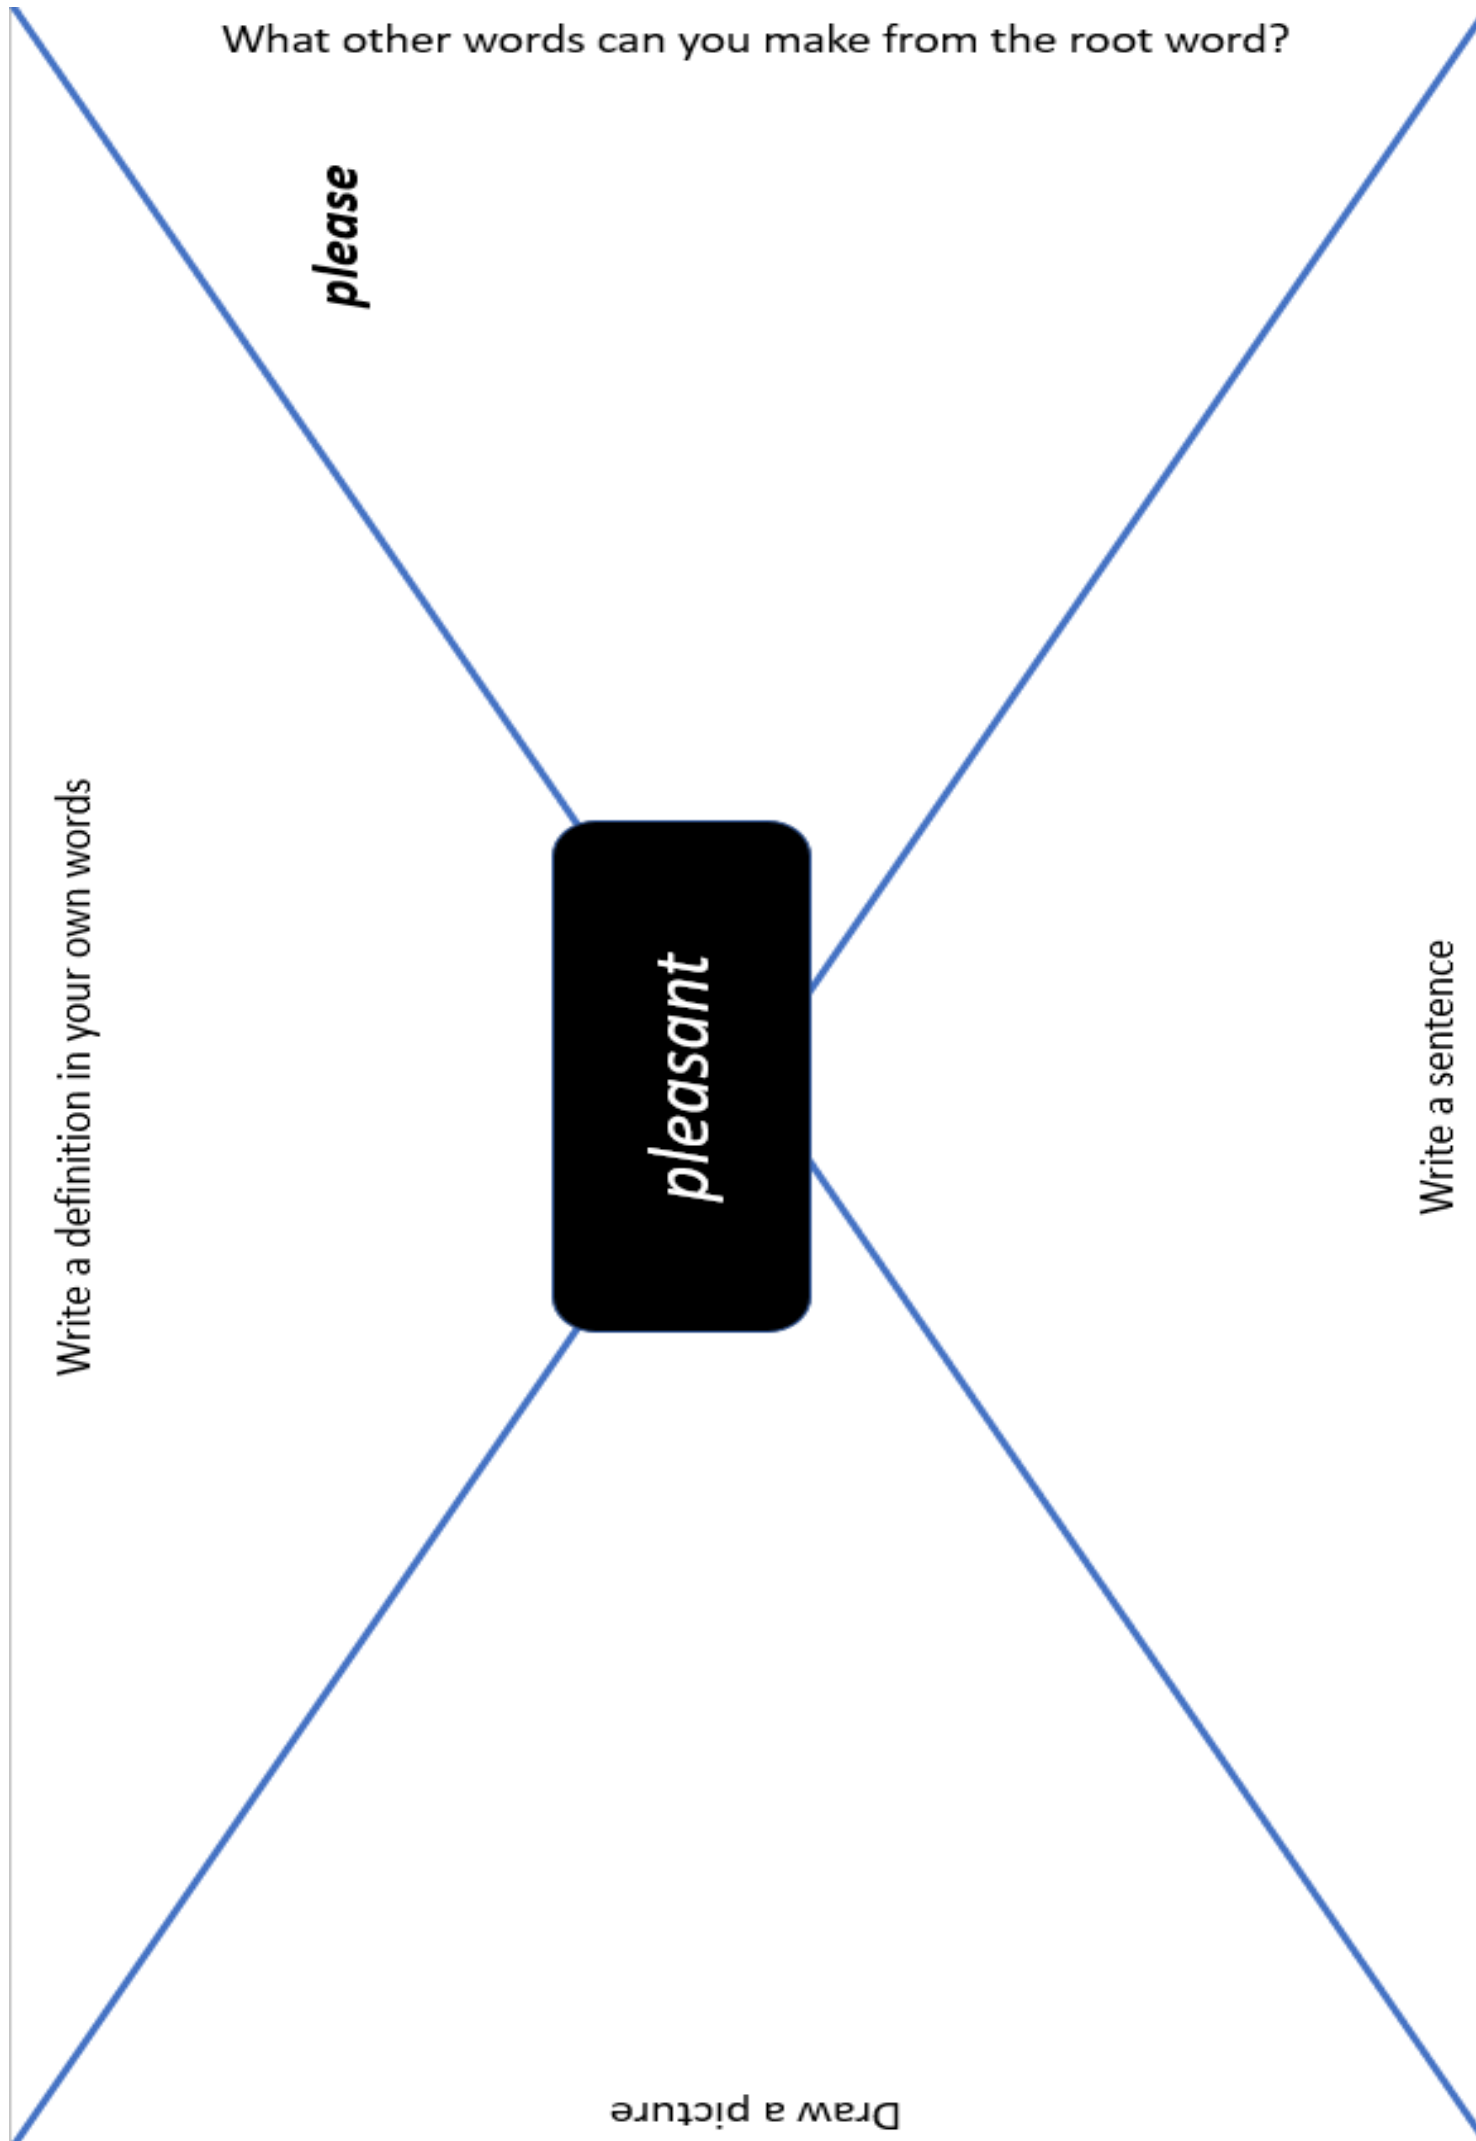 What other words can you make from the root word?
please
Write a definition in your own words
pleasant
Write a sentence
Draw a picture